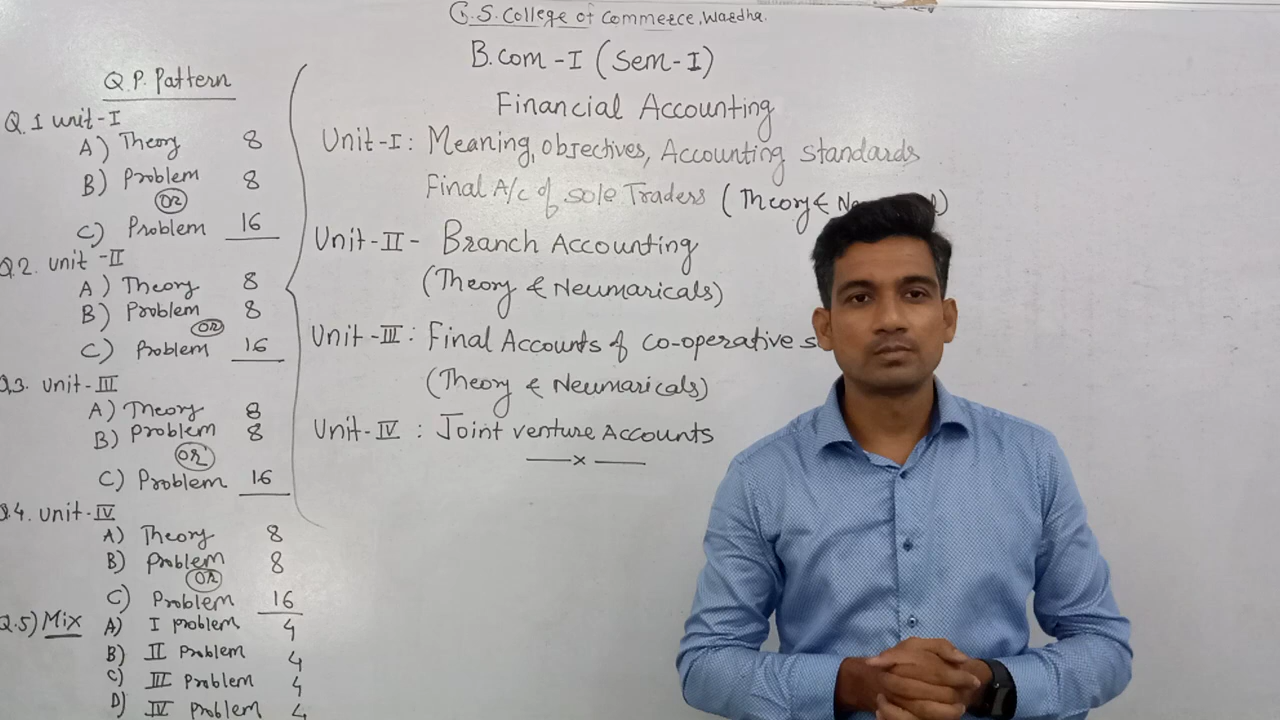 G.S. College of Commerce, Wardha.
B.com - I (Sem-I)
Financial Accounting
Q.P. Pattern
Q.1 unit-I
A) Theory 8
B) Problem 8
OR
C) Problem 16
Q.2. unit-II
A) Theory 8
B) Problem 8
OR
C) Problem 16
Q.3. unit-III
A) Theory 8
B) Problem 8
OR
C) Problem 16
Q.4. unit-IV
A) Theory 8
B) Problem 8
OR
C) Problem 16
Q.5) Mix A) I problem 4
B) II Problem 4
C) III Problem 4
D) IV Problem 4
Unit-I: Meaning, objectives, Accounting standards
Final A/c of sole Traders (Theory &
Unit-II- Branch Accounting
(Theory & Neumaricals)
Unit-III: Final Accounts of co-operative
(Theory & Neumaricals)
Unit-IV: Joint venture Accounts
—x—